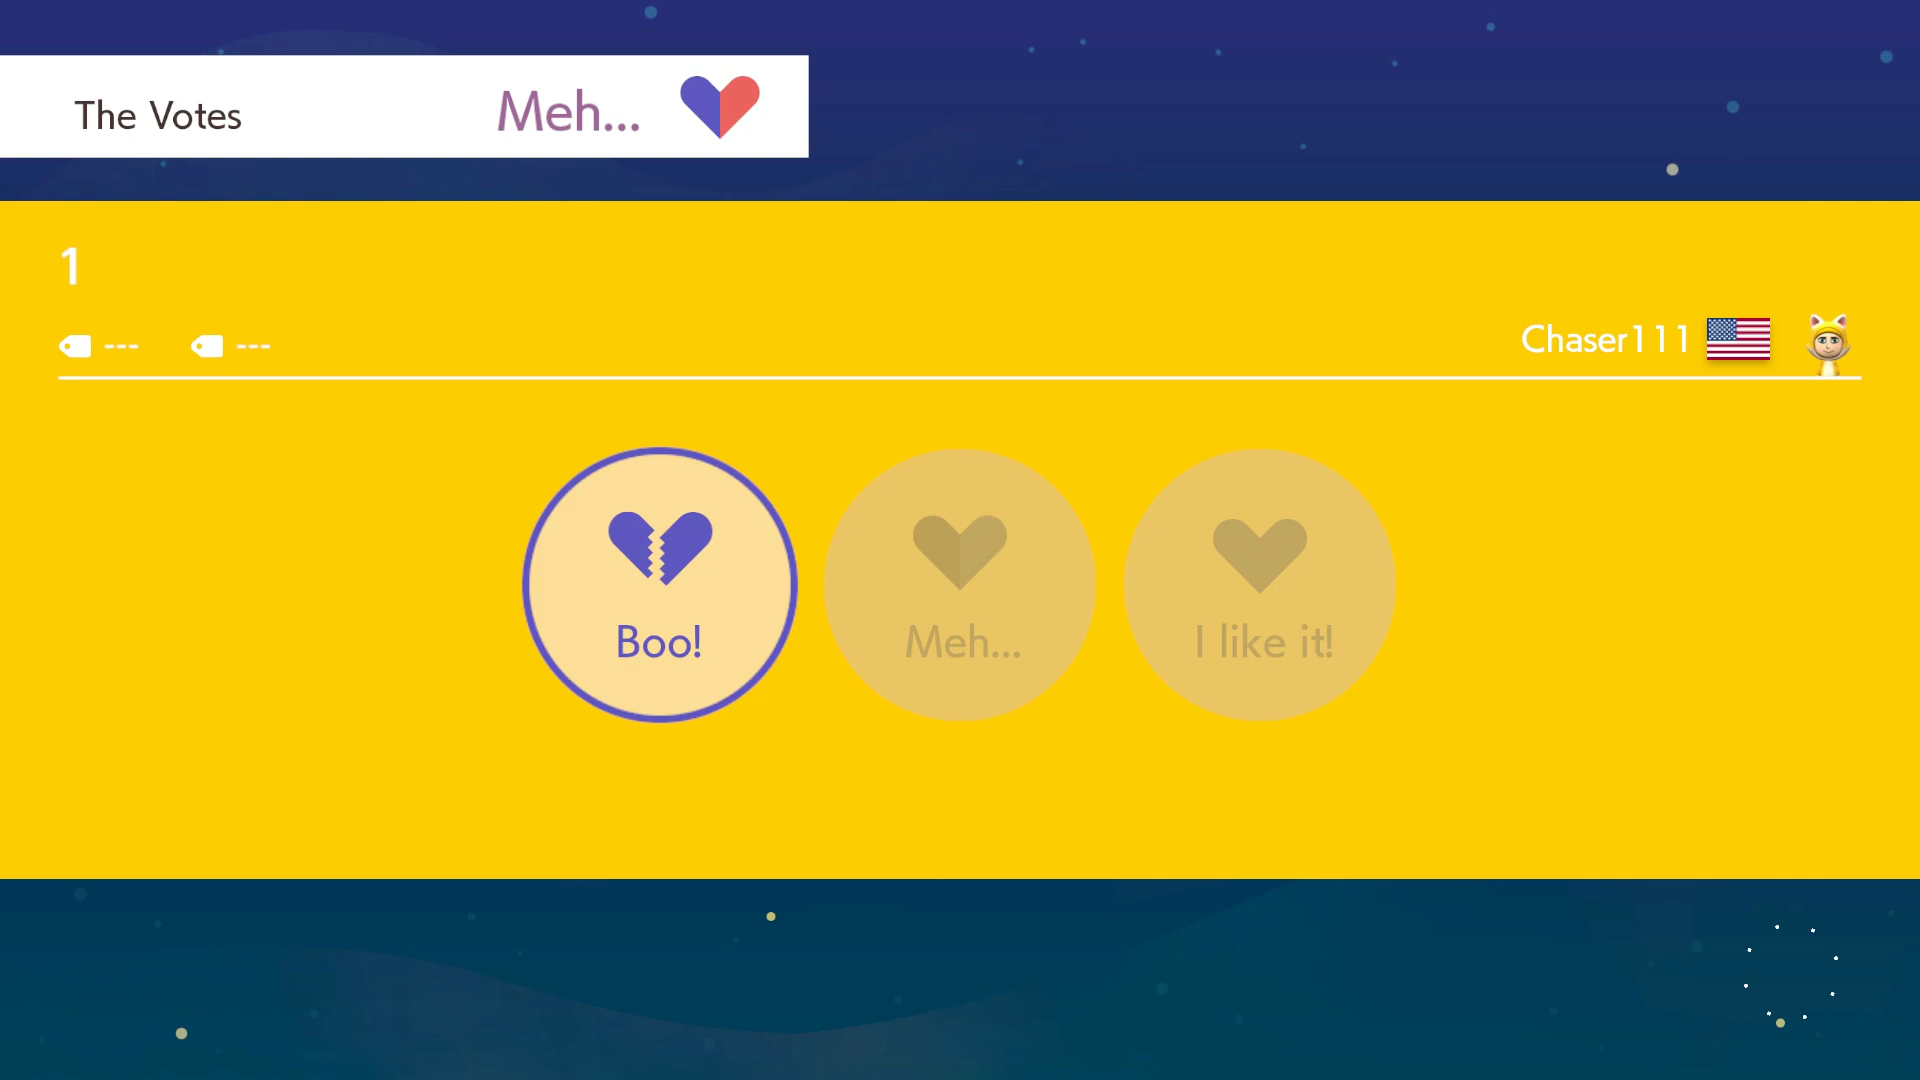 The Votes
Meh...
1
--- ---
Chaser111
Boo!
Meh...
I like it!